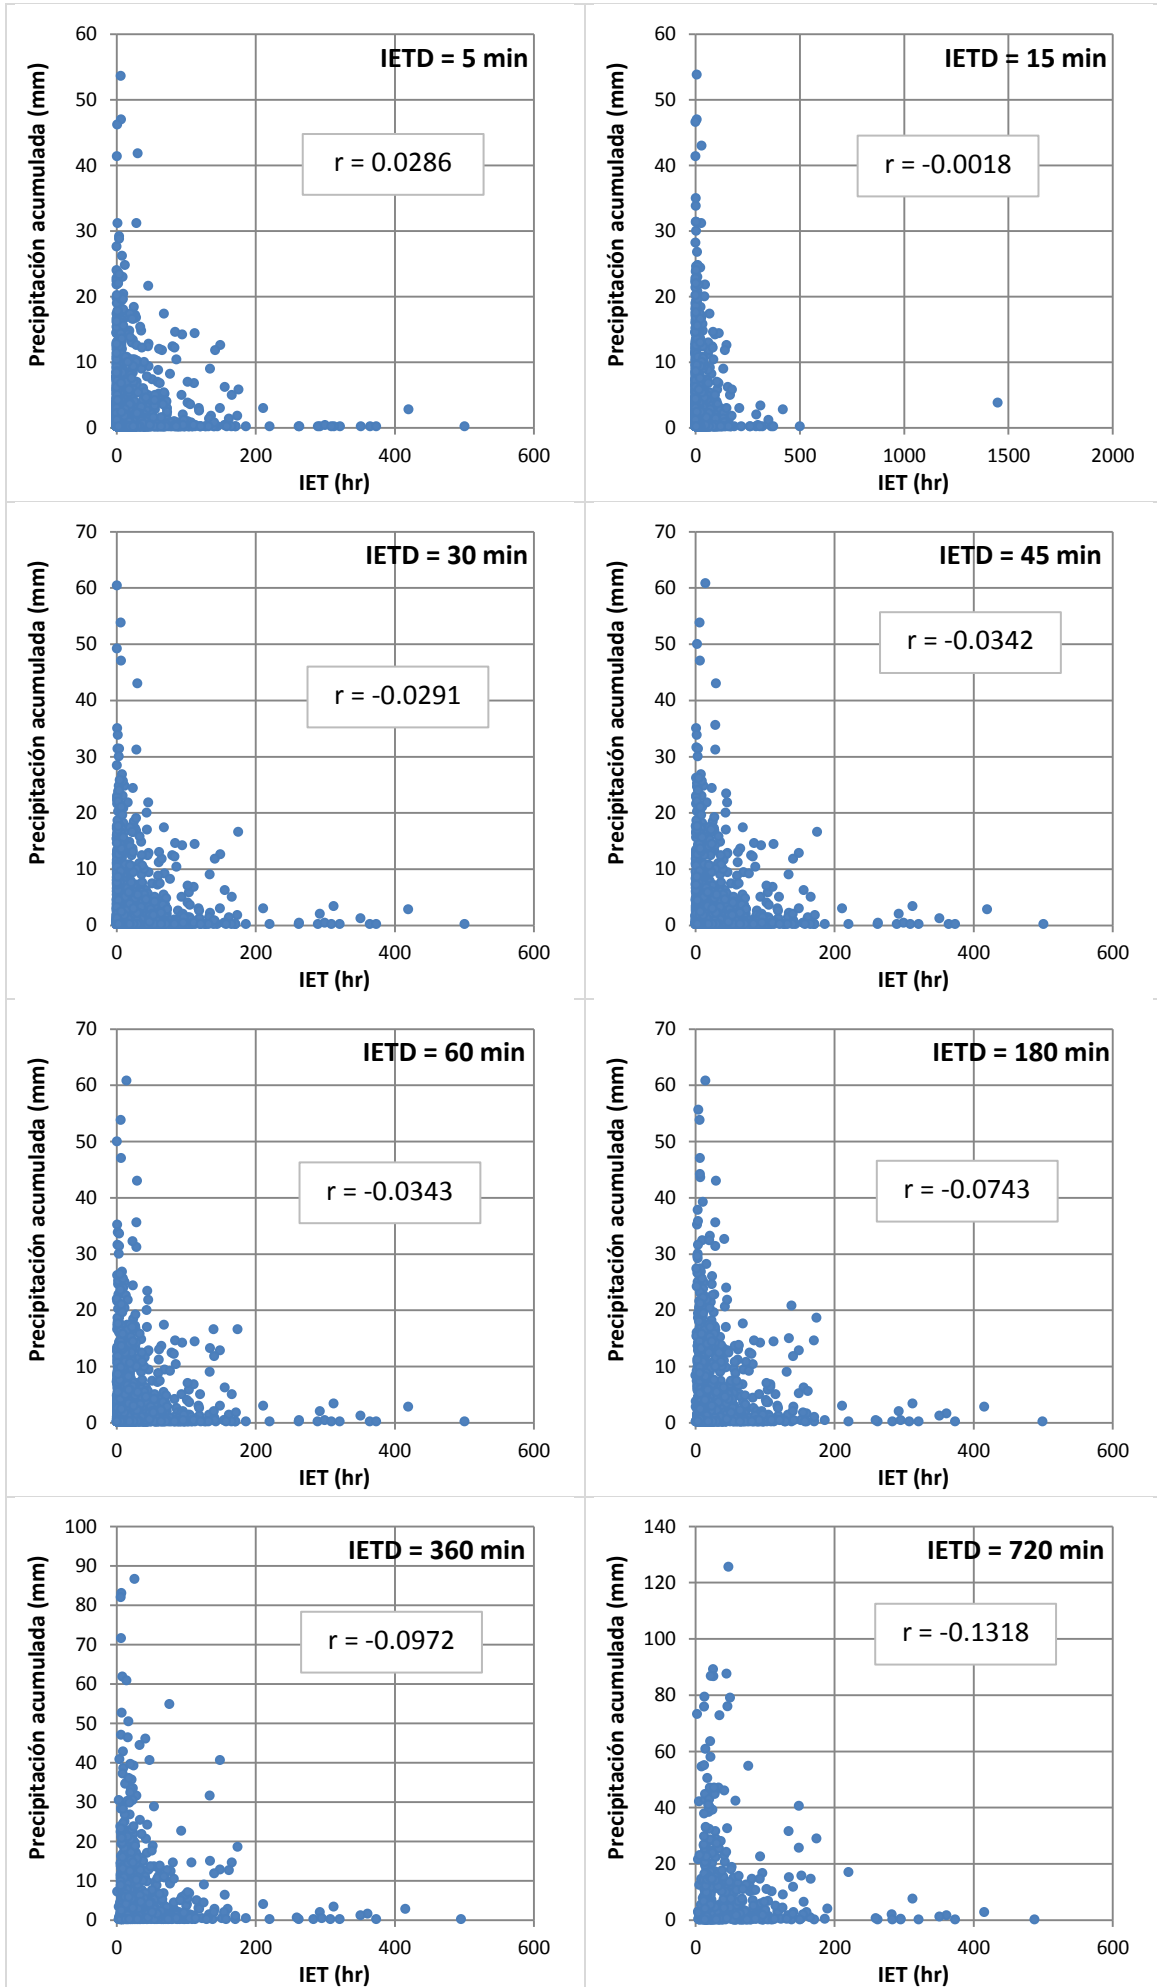 IETD = 5 min
r = 0.0286
Precipitación acumulada (mm)
60
50
40
30
20
10
0
0 200 400 600
IET (hr)
IETD = 15 min
r = -0.0018
Precipitación acumulada (mm)
60
50
40
30
20
10
0
0 500 1000 1500 2000
IET (hr)
IETD = 30 min
r = -0.0291
Precipitación acumulada (mm)
70
60
50
40
30
20
10
0
0 200 400 600
IET (hr)
IETD = 45 min
r = -0.0342
Precipitación acumulada (mm)
70
60
50
40
30
20
10
0
0 200 400 600
IET (hr)
IETD = 60 min
r = -0.0343
Precipitación acumulada (mm)
70
60
50
40
30
20
10
0
0 200 400 600
IET (hr)
IETD = 180 min
r = -0.0743
Precipitación acumulada (mm)
70
60
50
40
30
20
10
0
0 200 400 600
IET (hr)
IETD = 360 min
r = -0.0972
Precipitación acumulada (mm)
100
90
80
70
60
50
40
30
20
10
0
0 200 400 600
IET (hr)
IETD = 720 min
r = -0.1318
Precipitación acumulada (mm)
140
120
100
80
60
40
20
0
0 200 400 600
IET (hr)